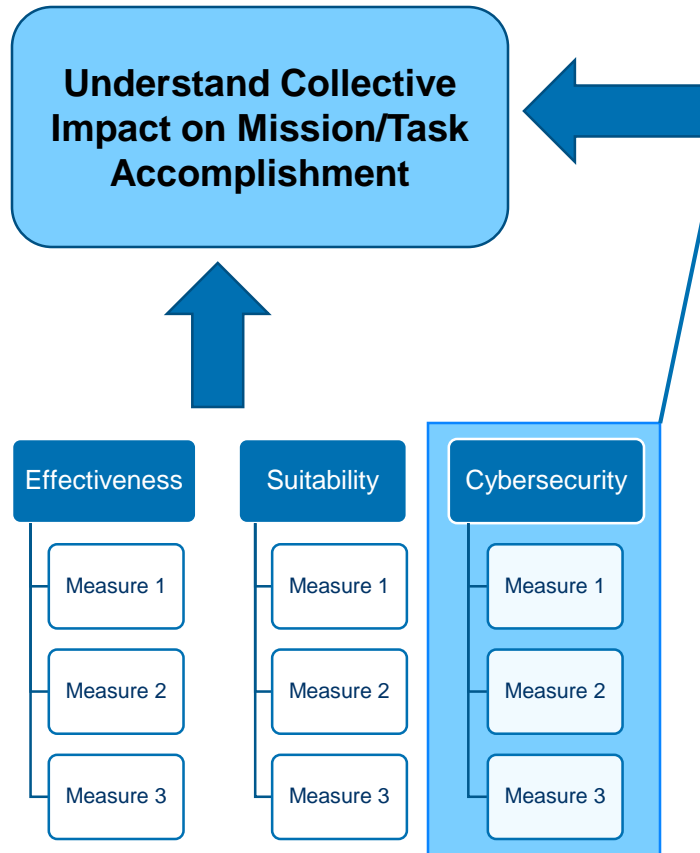 Understand Collective
Impact on Mission/Task
Accomplishment
Effectiveness
Measure 1
Measure 2
Measure 3
Suitability
Measure 1
Measure 2
Measure 3
Cybersecurity
Measure 1
Measure 2
Measure 3